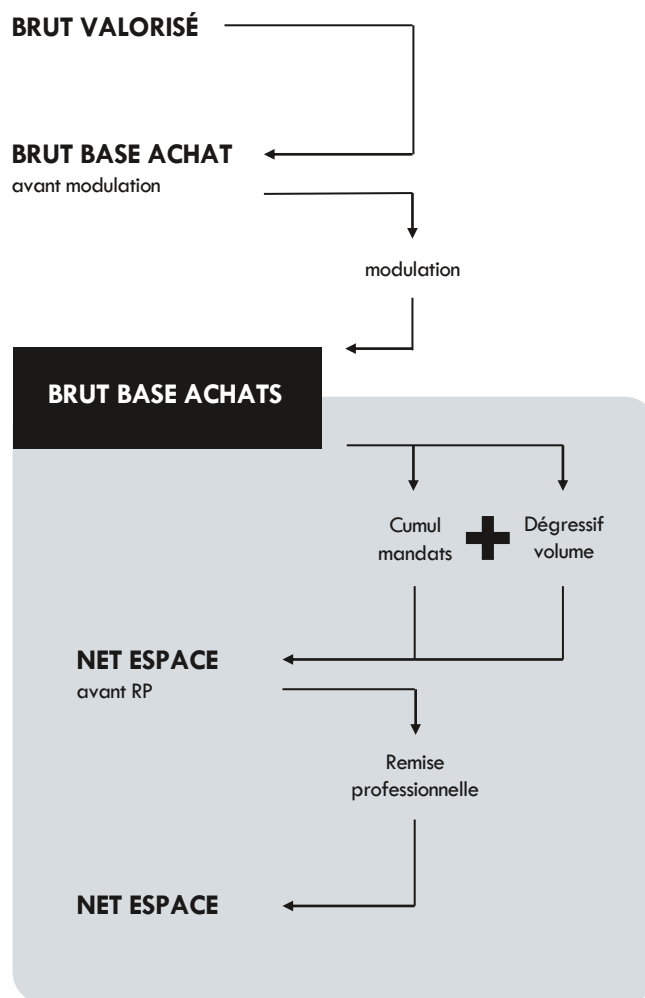 BRUT VALORISÉ
BRUT BASE ACHAT
avant modulation
modulation
BRUT BASE ACHATS
Cumul
mandats
Dégressif
volume
NET ESPACE
avant RP
Remise
professionnelle
NET ESPACE